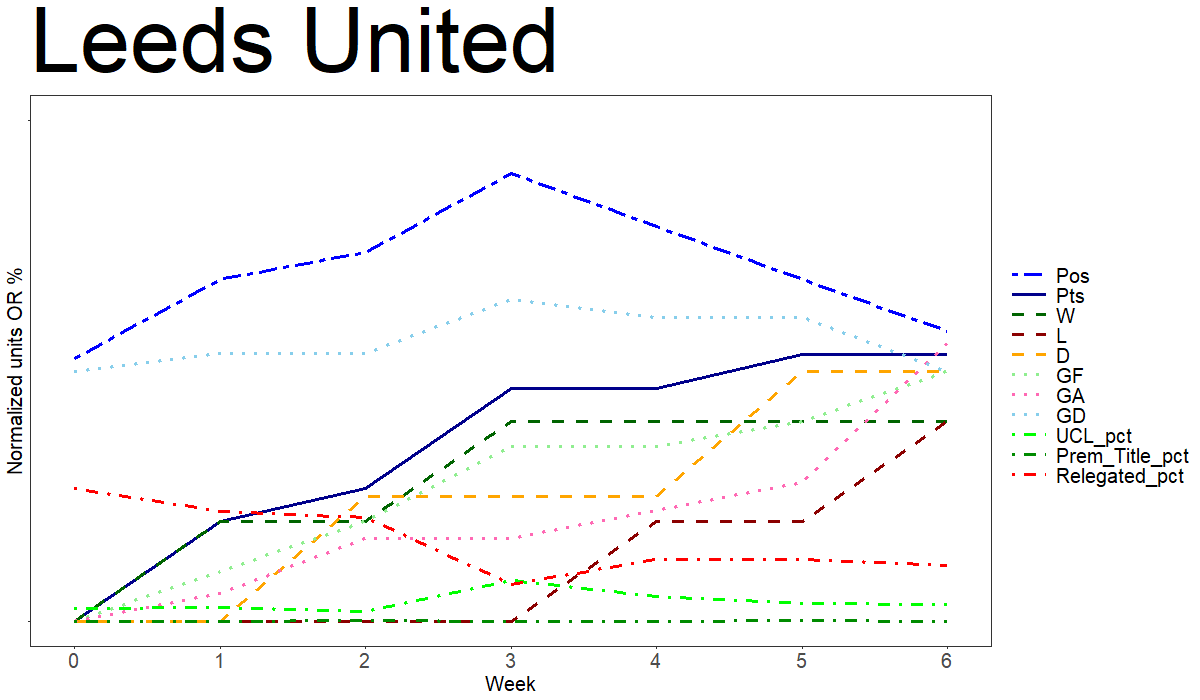 Leeds United
Normalized units OR %
0 1 2 3 4 5 6
Week
Pos
Pts
W
L
D
GF
GA
GD
UCL_pct
Prem_Title_pct
Relegated_pct